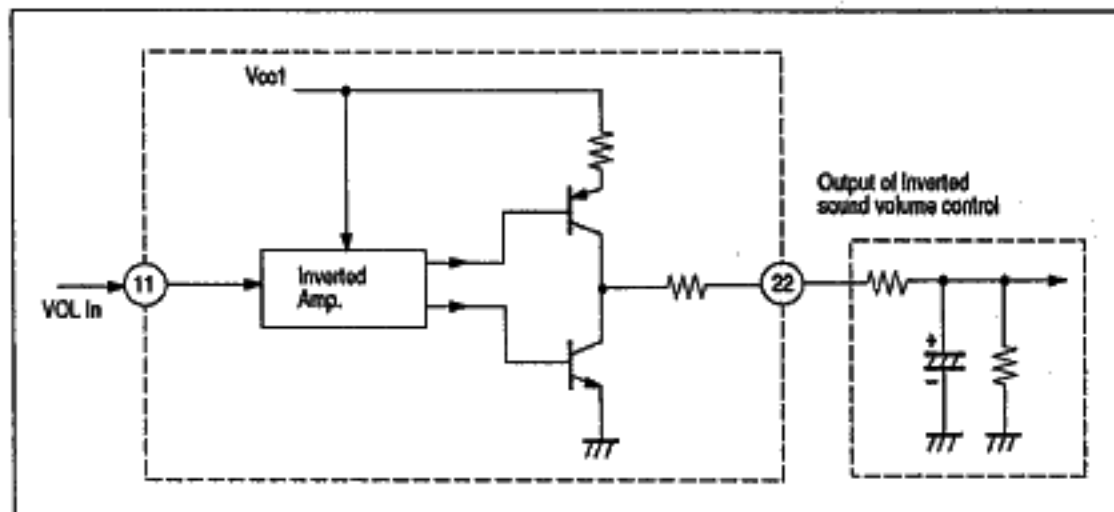 Vcc1
Output of Inverted
sound volume control
11
Inverted
Amp.
22
VOL In
+
−